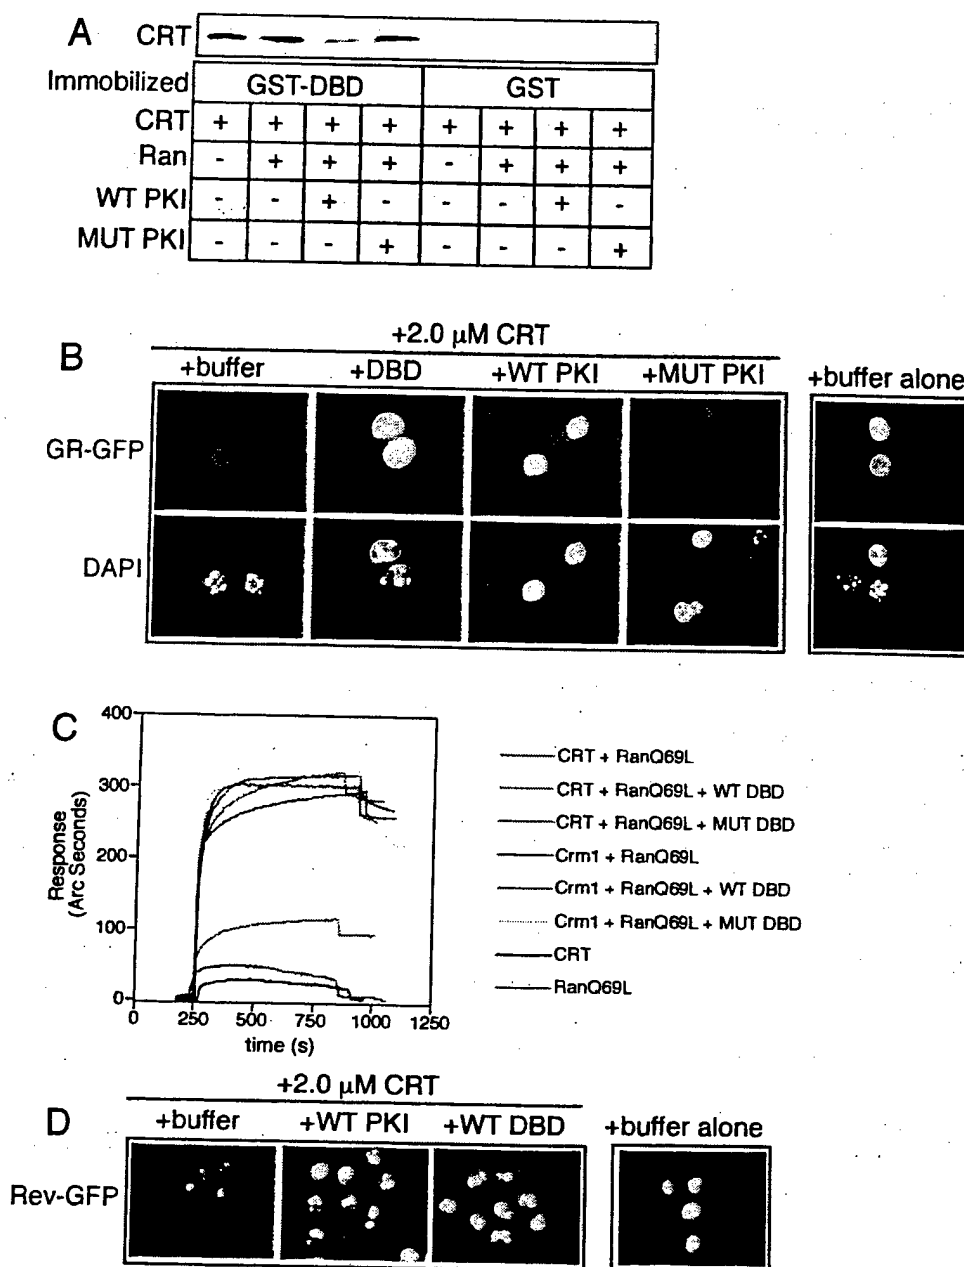 A
CRT
Immobilized GST-DBD GST
CRT + + + + + + + +
Ran - + + + - + + +
WT PKI - - + - - - + -
MUT PKI - - - + - - - +
B
+2.0 μM CRT
+buffer +DBD +WT PKI +MUT PKI +buffer alone
GR-GFP
DAPI
C
400
300
200
100
0
Response
(Arc Seconds)
0 250 500 750 1000 1250
time (s)
CRT + RanQ69L
CRT + RanQ69L + WT DBD
CRT + RanQ69L + MUT DBD
Crm1 + RanQ69L
Crm1 + RanQ69L + WT DBD
Crm1 + RanQ69L + MUT DBD
CRT
RanQ69L
D
+2.0 μM CRT
+buffer +WT PKI +WT DBD +buffer alone
Rev-GFP